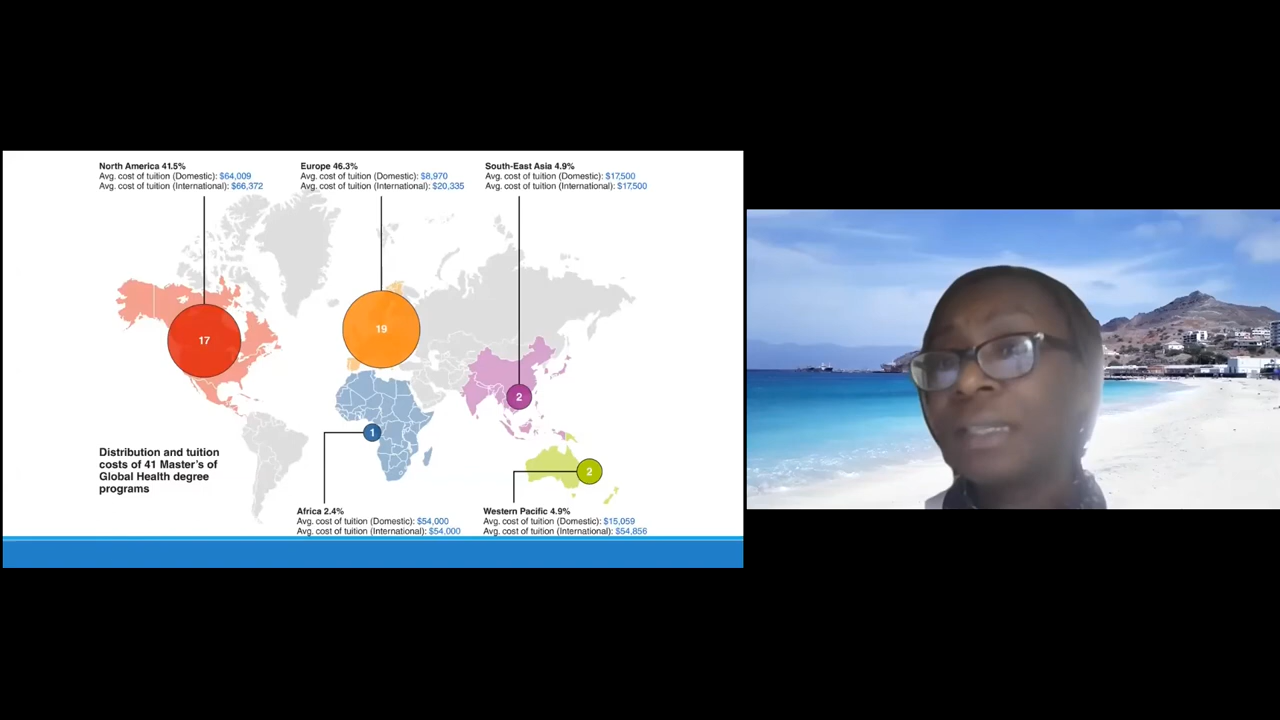 North America 41.5%
Avg. cost of tuition (Domestic): $64,009
Avg. cost of tuition (International): $66,372
Europe 46.3%
Avg. cost of tuition (Domestic): $8,970
Avg. cost of tuition (International): $20,335
South-East Asia 4.9%
Avg. cost of tuition (Domestic): $17,500
Avg. cost of tuition (International): $17,500
17
19
2
1
2
Distribution and tuition
costs of 41 Master's of
Global Health degree
programs
Africa 2.4%
Avg. cost of tuition (Domestic): $54,000
Avg. cost of tuition (International): $54,000
Western Pacific 4.9%
Avg. cost of tuition (Domestic): $15,059
Avg. cost of tuition (International): $54,856